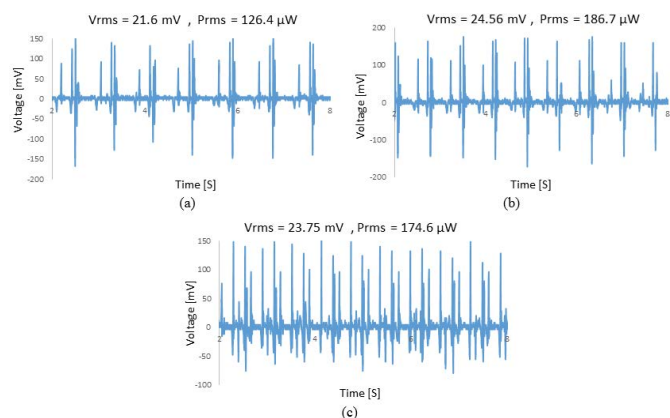 Vrms = 21.6 mV , Prms = 126.4 μW
150
100
50
0
-50
-100
-150
-200
Voltage [mV]
2
4
6
8
Time [S]
(a)
Vrms = 24.56 mV , Prms = 186.7 μW
200
100
0
-100
-200
Voltage [mV]
2
4
6
8
Time [S]
(b)
Vrms = 23.75 mV , Prms = 174.6 μW
150
100
50
0
-50
-100
Voltage [mV]
2
4
6
8
Time [S]
(c)